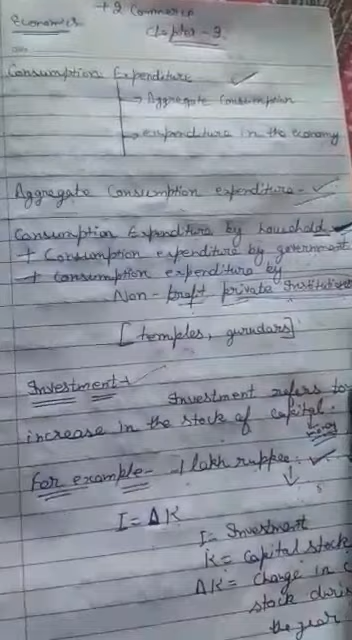 +2 Commerce
Economics
Chapter - 3.
Consumption Expenditure
→ Aggregate Consumption
→ expenditure in the economy
Aggregate Consumption expenditure -
Consumption Expenditure by household
+ Consumption expenditure by government
+ consumption expenditure by
Non-profit private Institutions
[temples, gurudars]
Investment →
Investment refers to
increase in the stock of capital.
money
For example - 1 lakh ruppee.
I = ΔK
I = Investment
K = Capital stock
ΔK = Change in
stock
the year